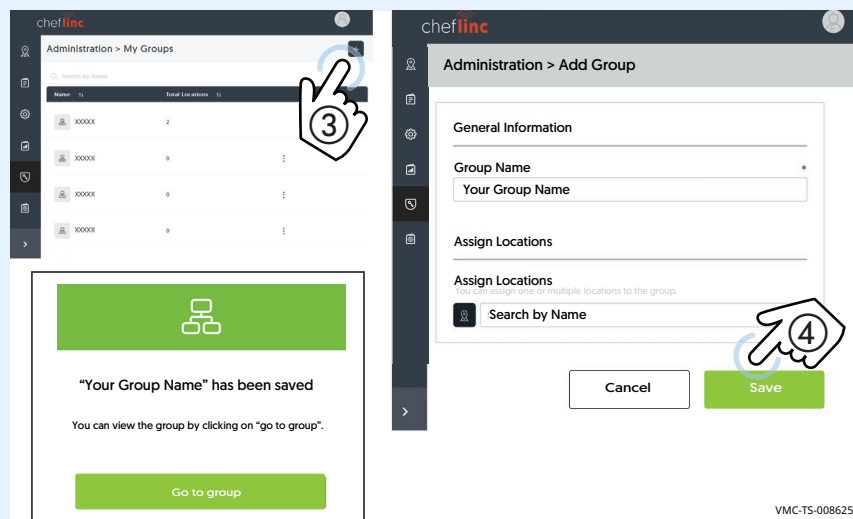 cheflinc
Administration > My Groups
+
Search by Name
Name ↑↓ Total Locations ↑↓
XXXXX 2
XXXXX 0
XXXXX 0
XXXXX 0
3
"Your Group Name" has been saved
You can view the group by clicking on "go to group".
Go to group
cheflinc
Administration > Add Group
General Information
Group Name *
Your Group Name
Assign Locations
Assign Locations
You can assign one or multiple locations to the group.
Search by Name
4
Cancel Save
VMC-TS-008625